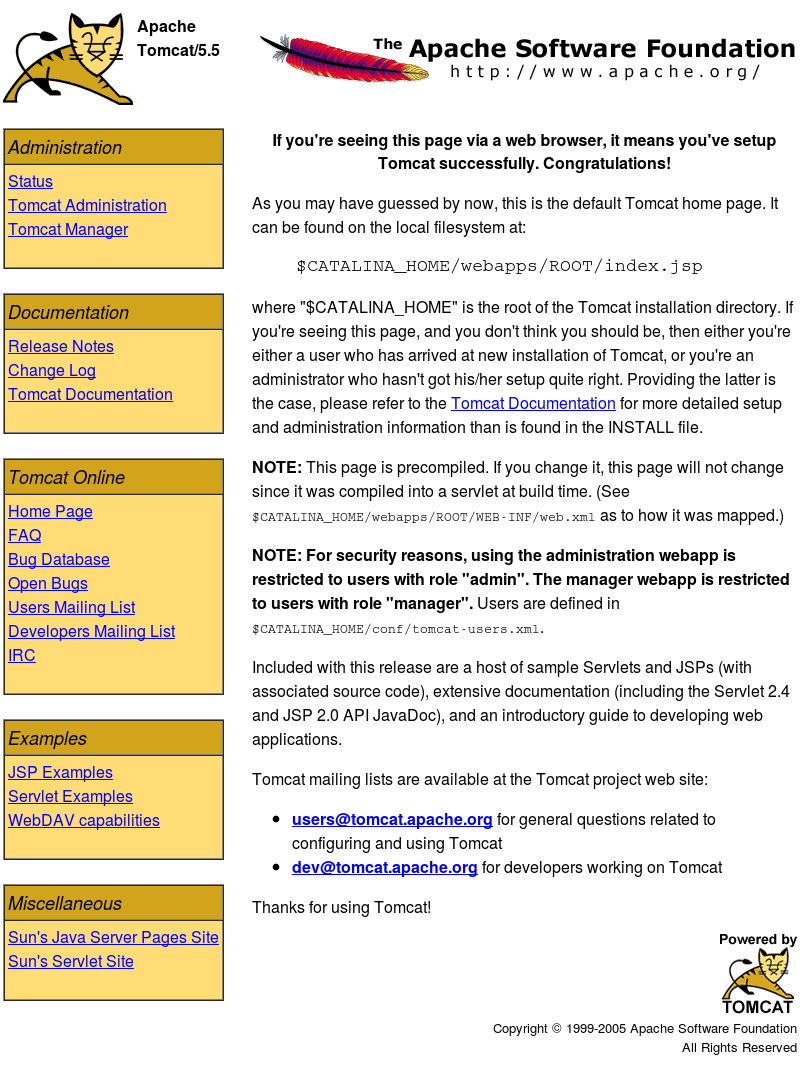 Apache
Tomcat/5.5
The Apache Software Foundation
http://www.apache.org/
Administration
Status
Tomcat Administration
Tomcat Manager
Documentation
Release Notes
Change Log
Tomcat Documentation
Tomcat Online
Home Page
FAQ
Bug Database
Open Bugs
Users Mailing List
Developers Mailing List
IRC
Examples
JSP Examples
Servlet Examples
WebDAV capabilities
Miscellaneous
Sun's Java Server Pages Site
Sun's Servlet Site
If you're seeing this page via a web browser, it means you've setup
Tomcat successfully. Congratulations!
As you may have guessed by now, this is the default Tomcat home page. It
can be found on the local filesystem at:
$CATALINA_HOME/webapps/ROOT/index.jsp
where "$CATALINA_HOME" is the root of the Tomcat installation directory. If
you're seeing this page, and you don't think you should be, then either you're
either a user who has arrived at new installation of Tomcat, or you're an
administrator who hasn't got his/her setup quite right. Providing the latter is
the case, please refer to the Tomcat Documentation for more detailed setup
and administration information than is found in the INSTALL file.
NOTE: This page is precompiled. If you change it, this page will not change
since it was compiled into a servlet at build time. (See
$CATALINA_HOME/webapps/ROOT/WEB-INF/web.xml as to how it was mapped.)
NOTE: For security reasons, using the administration webapp is
restricted to users with role "admin". The manager webapp is restricted
to users with role "manager". Users are defined in
$CATALINA_HOME/conf/tomcat-users.xml.
Included with this release are a host of sample Servlets and JSPs (with
associated source code), extensive documentation (including the Servlet 2.4
and JSP 2.0 API JavaDoc), and an introductory guide to developing web
applications.
Tomcat mailing lists are available at the Tomcat project web site:
• users@tomcat.apache.org for general questions related to
configuring and using Tomcat
• dev@tomcat.apache.org for developers working on Tomcat
Thanks for using Tomcat!
Powered by
TOMCAT
Copyright © 1999-2005 Apache Software Foundation
All Rights Reserved